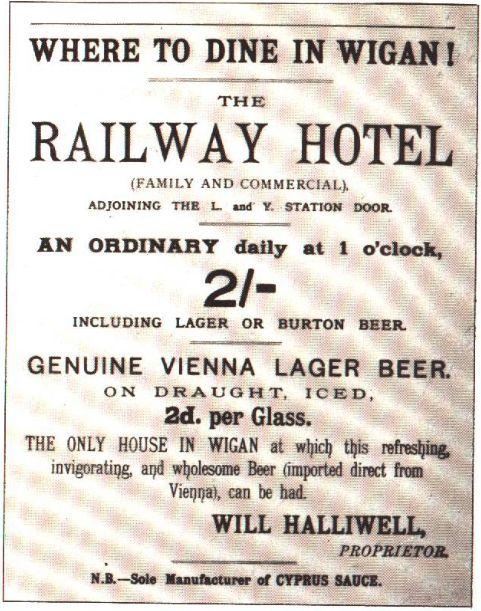 WHERE TO DINE IN WIGAN!
THE
RAILWAY HOTEL
(FAMILY AND COMMERCIAL),
ADJOINING THE L. and Y. STATION DOOR.
AN ORDINARY daily at 1 o'clock,
2/-
INCLUDING LAGER OR BURTON BEER.
GENUINE VIENNA LAGER BEER.
ON DRAUGHT, ICED,
2d. per Glass.
THE ONLY HOUSE IN WIGAN at which this refreshing,
invigorating, and wholesome Beer (imported direct from
Vienna), can be had.
WILL HALLIWELL,
PROPRIETOR.
N.B.—Sole Manufacturer of CYPRUS SAUCE.